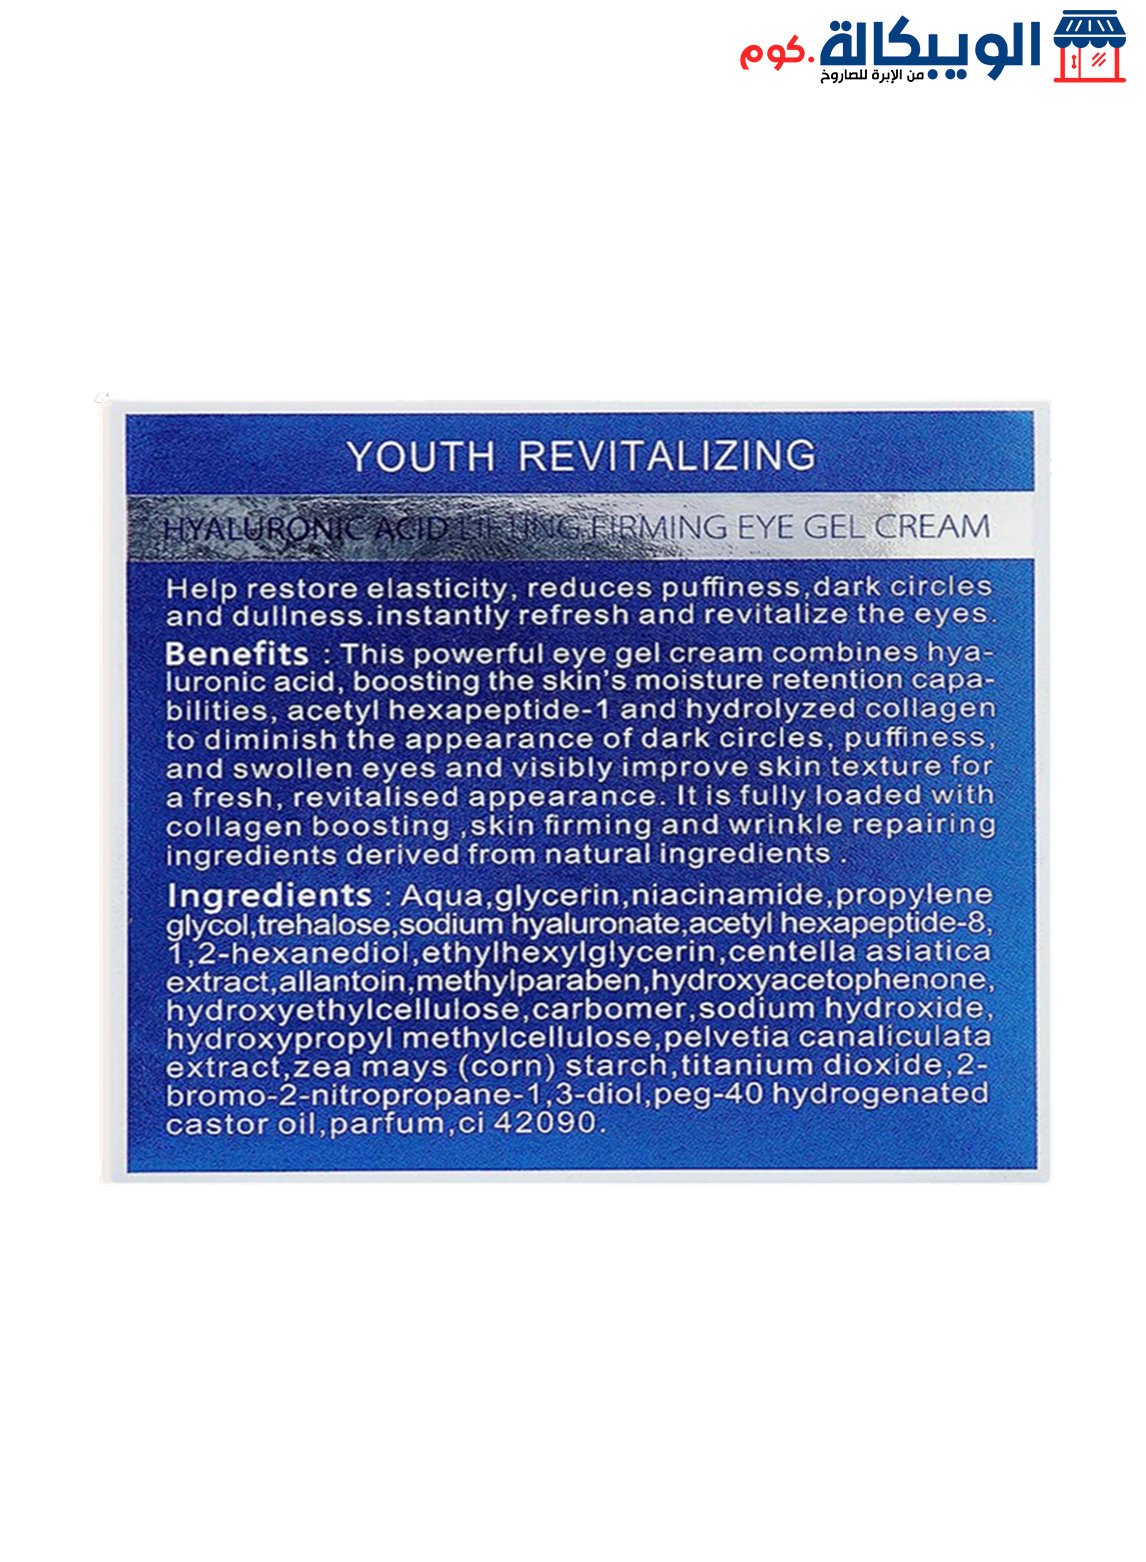 الويبكالة.كوم
من الإبرة للصاروخ
YOUTH REVITALIZING
HYALURONIC ACID LIFTING FIRMING EYE GEL CREAM
Help restore elasticity, reduces puffiness,dark circles
and dullness.instantly refresh and revitalize the eyes.
Benefits : This powerful eye gel cream combines hya-
luronic acid, boosting the skin's moisture retention capa-
bilities, acetyl hexapeptide-1 and hydrolyzed collagen
to diminish the appearance of dark circles, puffiness,
and swollen eyes and visibly improve skin texture for
a fresh, revitalised appearance. It is fully loaded with
collagen boosting ,skin firming and wrinkle repairing
ingredients derived from natural ingredients .
Ingredients : Aqua,glycerin,niacinamide,propylene
glycol,trehalose,sodium hyaluronate,acetyl hexapeptide-8,
1,2-hexanediol,ethylhexylglycerin,centella asiatica
extract,allantoin,methylparaben,hydroxyacetophenone,
hydroxyethylcellulose,carbomer,sodium hydroxide,
hydroxypropyl methylcellulose,pelvetia canaliculata
extract,zea mays (corn) starch,titanium dioxide,2-
bromo-2-nitropropane-1,3-diol,peg-40 hydrogenated
castor oil,parfum,ci 42090.